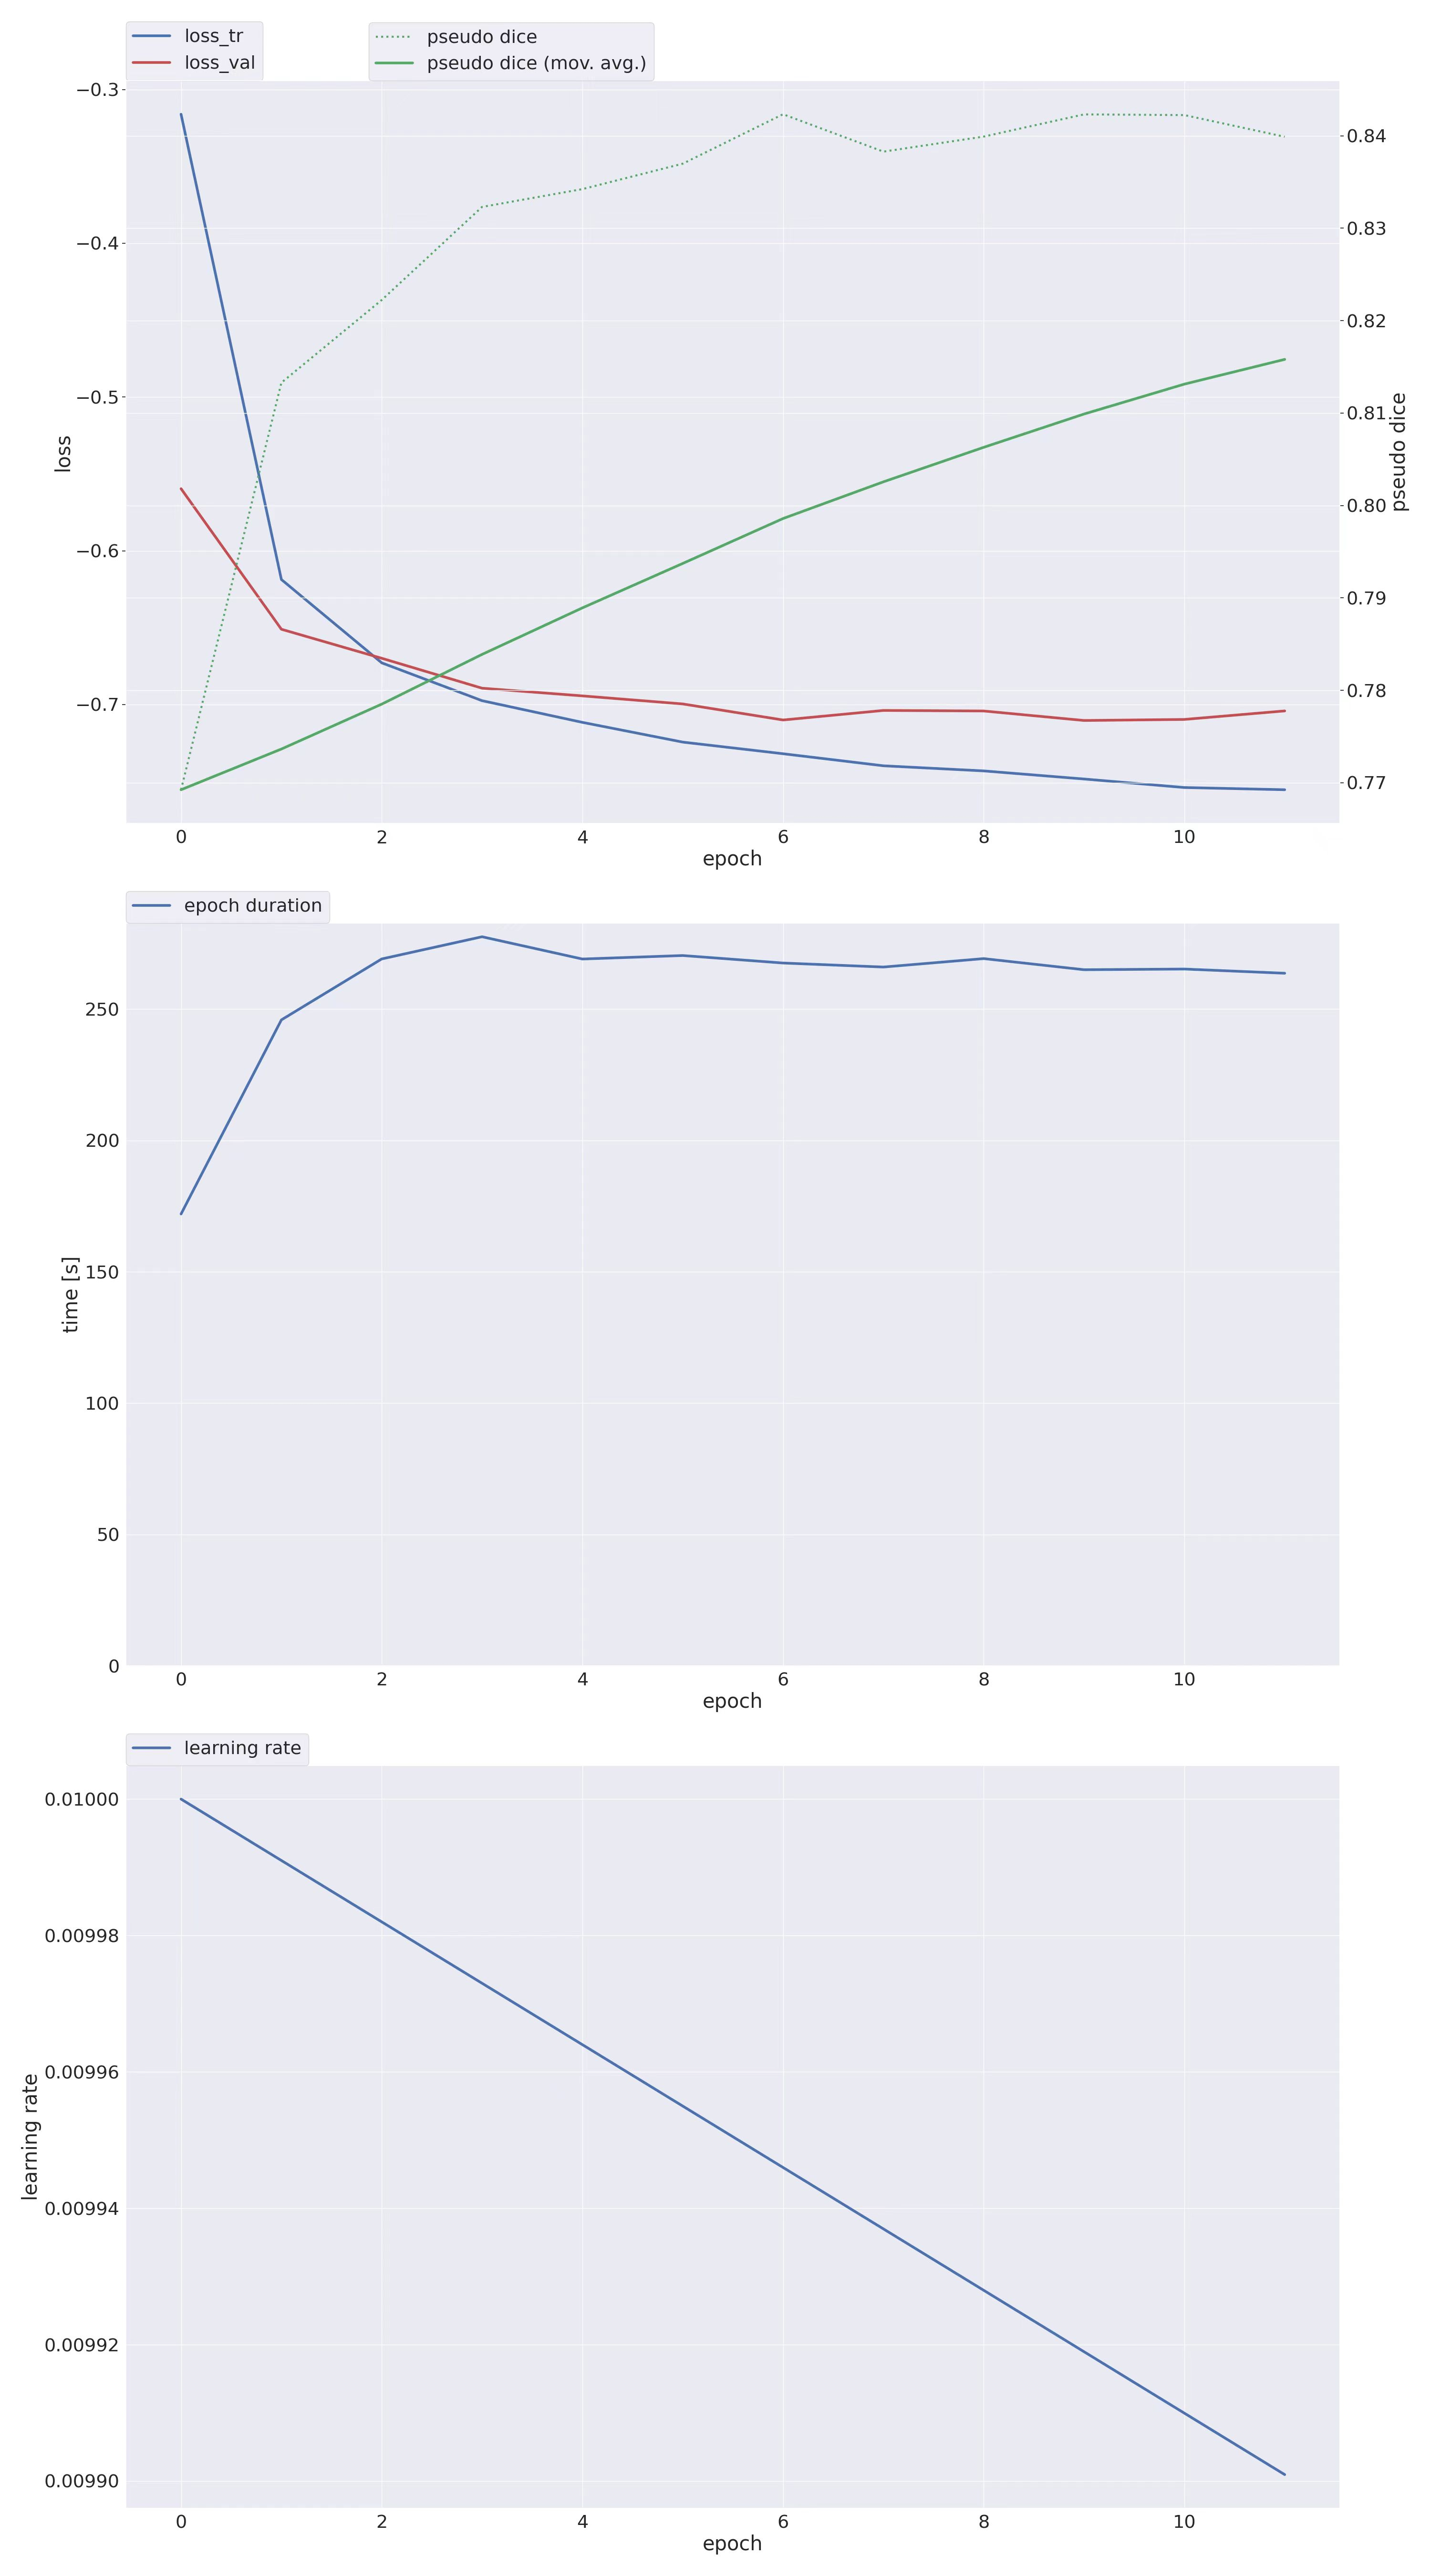 loss_tr
loss_val
pseudo dice
pseudo dice (mov. avg.)
−0.3
−0.4
−0.5
−0.6
−0.7
loss
0.84
0.83
0.82
0.81
0.80
0.79
0.78
0.77
pseudo dice
0 2 4 6 8 10
epoch
epoch duration
250
200
150
100
50
0
time [s]
0 2 4 6 8 10
epoch
learning rate
0.01000
0.00998
0.00996
0.00994
0.00992
0.00990
learning rate
0 2 4 6 8 10
epoch